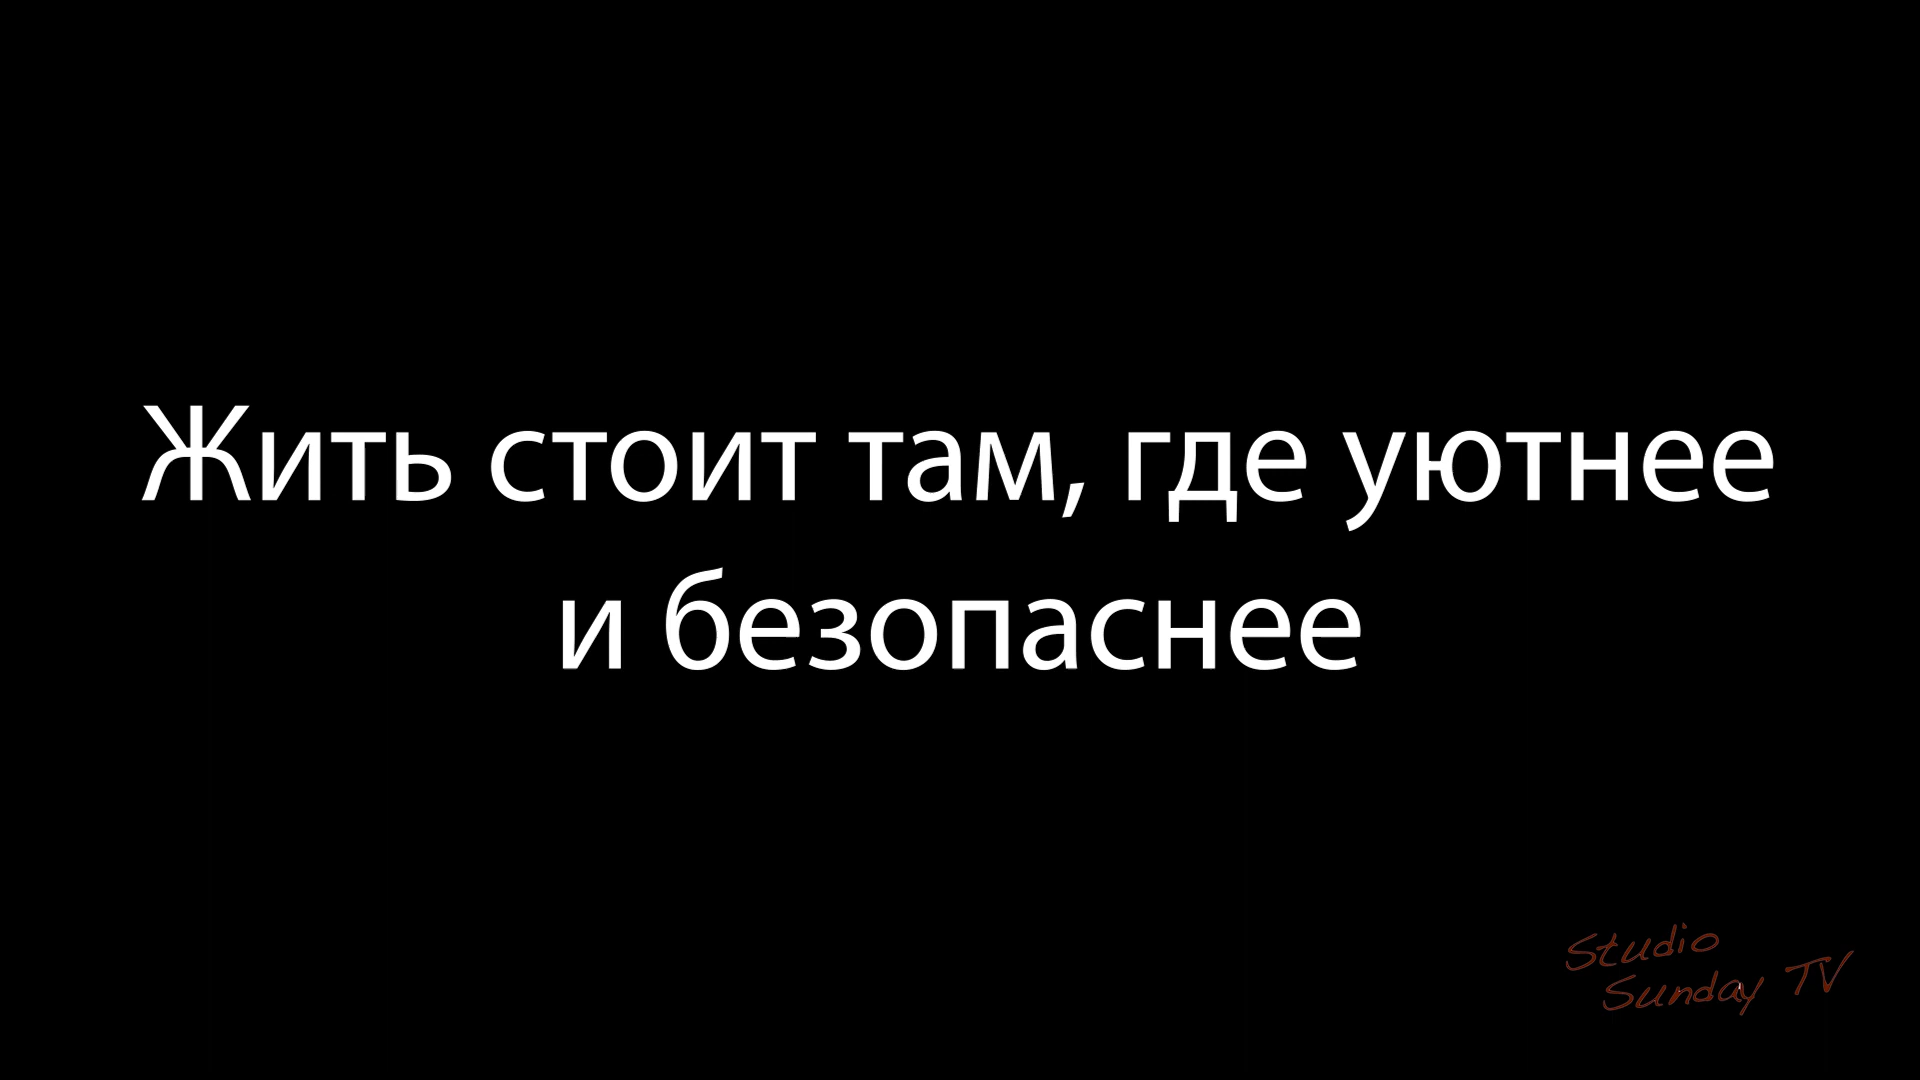 Жить стоит там, где уютнее
и безопаснее
Studio
Sunday TV